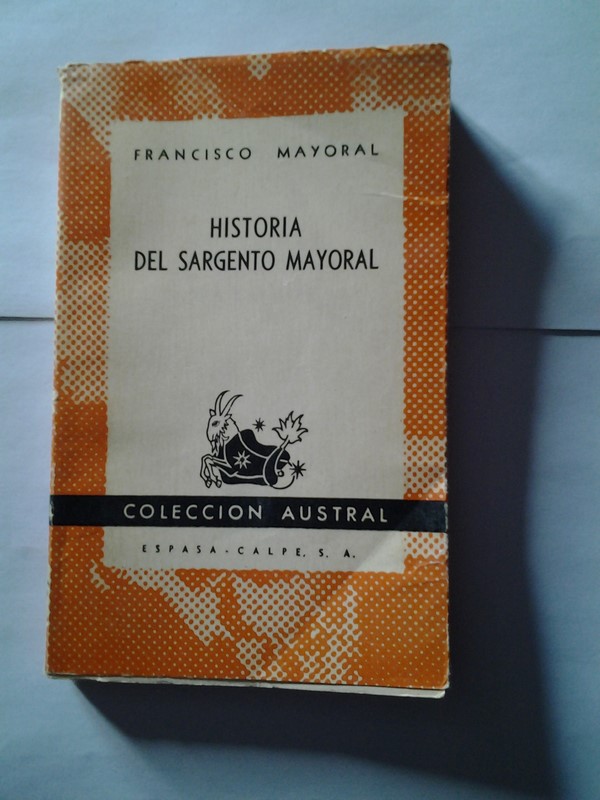 FRANCISCO MAYORAL
HISTORIA
DEL SARGENTO MAYORAL
COLECCION AUSTRAL
ESPASA-CALPE, S. A.